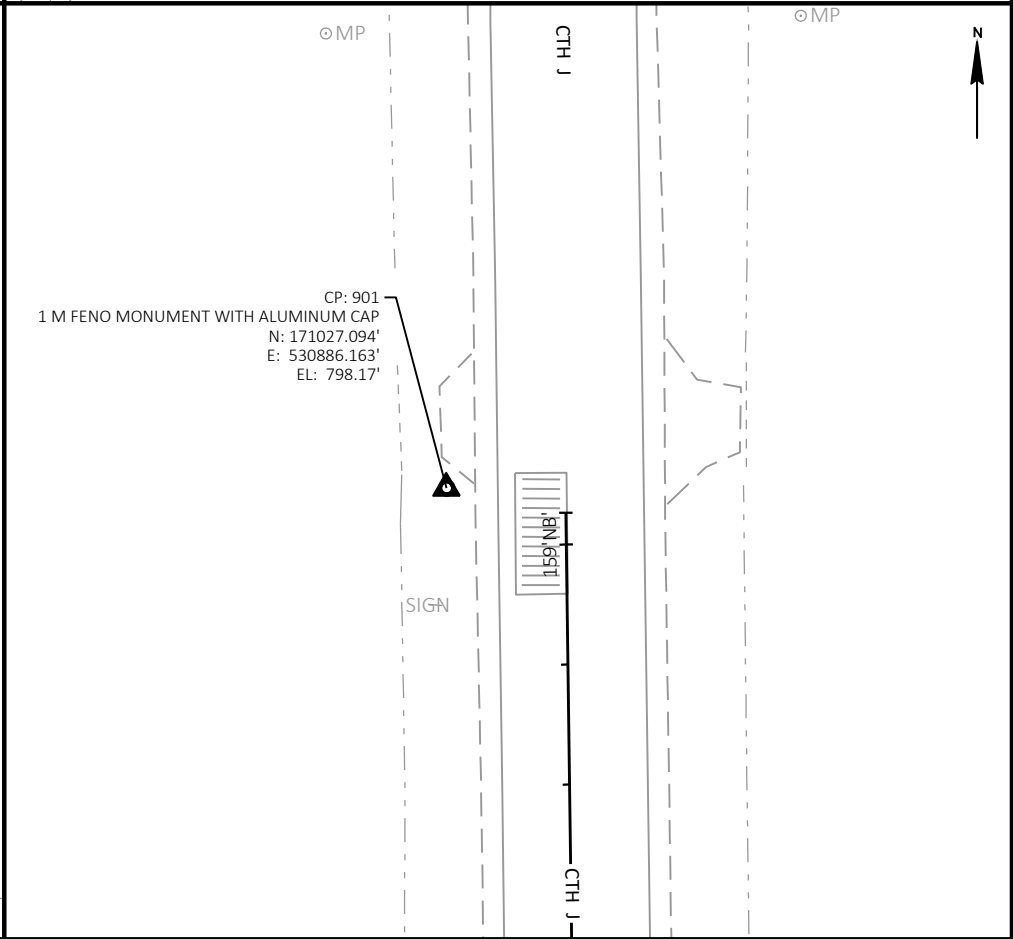 MP
CTH J
MP
N
CP: 901
1 M FENO MONUMENT WITH ALUMINUM CAP
N: 171027.094'
E: 530886.163'
EL: 798.17'
159'NB'
SIGN
CTH J